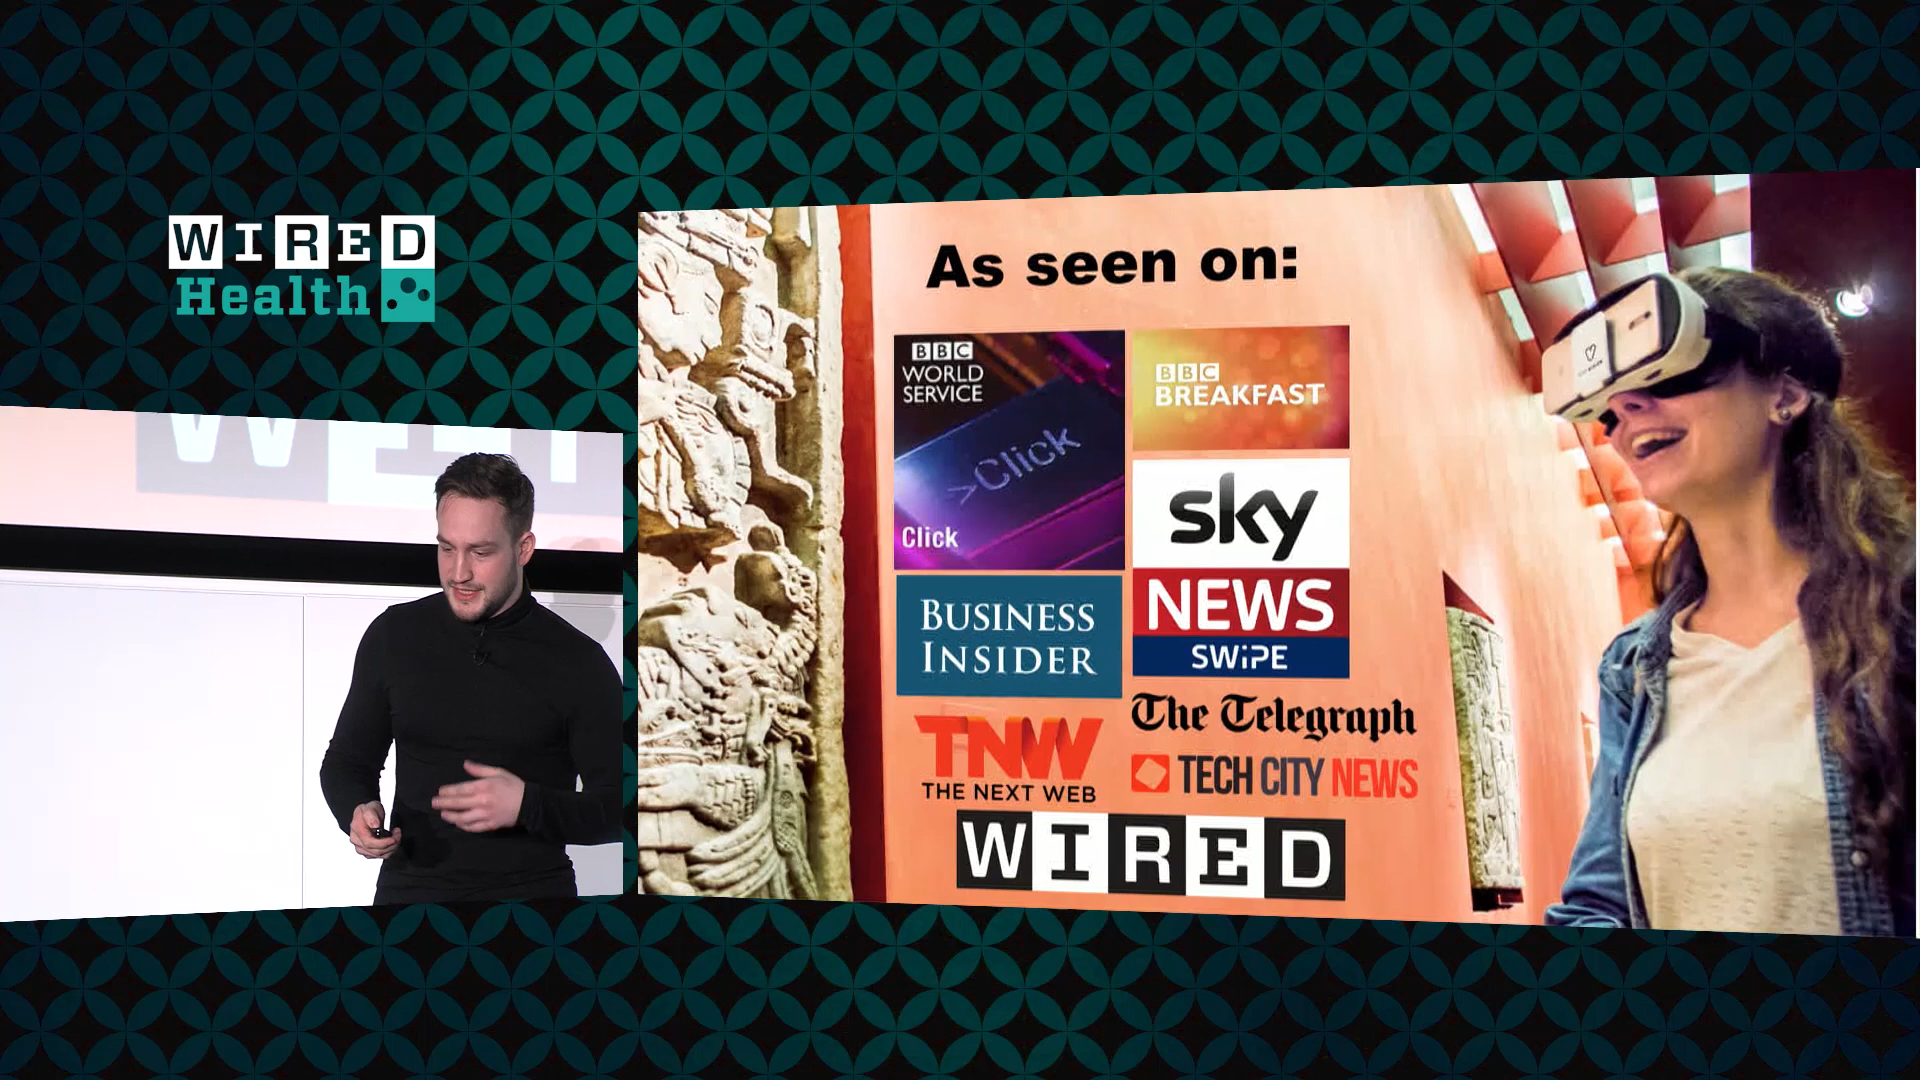 WIRED
Health
As seen on:
BBC
WORLD
SERVICE
>Click
Click
BBC
BREAKFAST
sky
NEWS
SWiPE
BUSINESS
INSIDER
TNW
THE NEXT WEB
The Telegraph
TECH CITY NEWS
WIRED